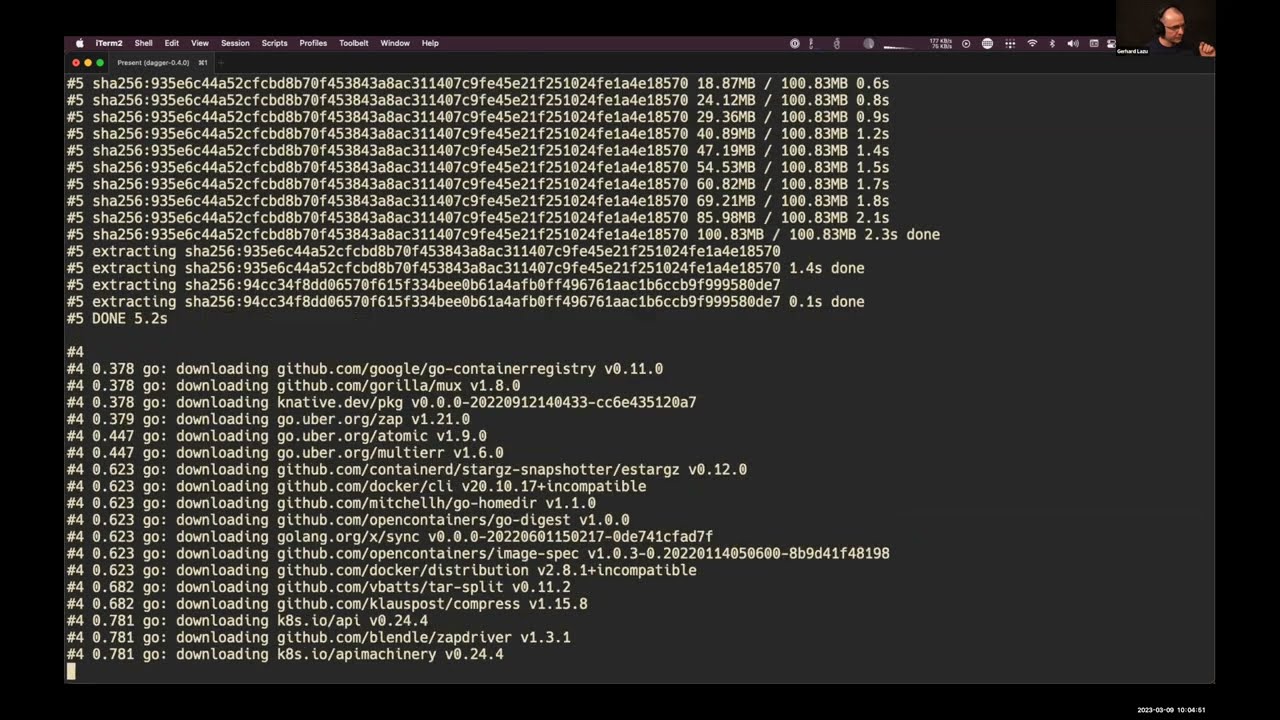 Gerhard Lazu
iTerm2 Shell Edit View Session Scripts Profiles Toolbelt Window Help
177 KB/s
76 KB/s
Present (dagger-0.4.0) ⌘1
#5 sha256:935e6c44a52cfcbd8b70f453843a8ac311407c9fe45e21f251024fe1a4e18570 18.87MB / 100.83MB 0.6s
#5 sha256:935e6c44a52cfcbd8b70f453843a8ac311407c9fe45e21f251024fe1a4e18570 24.12MB / 100.83MB 0.8s
#5 sha256:935e6c44a52cfcbd8b70f453843a8ac311407c9fe45e21f251024fe1a4e18570 29.36MB / 100.83MB 0.9s
#5 sha256:935e6c44a52cfcbd8b70f453843a8ac311407c9fe45e21f251024fe1a4e18570 40.89MB / 100.83MB 1.2s
#5 sha256:935e6c44a52cfcbd8b70f453843a8ac311407c9fe45e21f251024fe1a4e18570 47.19MB / 100.83MB 1.4s
#5 sha256:935e6c44a52cfcbd8b70f453843a8ac311407c9fe45e21f251024fe1a4e18570 54.53MB / 100.83MB 1.5s
#5 sha256:935e6c44a52cfcbd8b70f453843a8ac311407c9fe45e21f251024fe1a4e18570 60.82MB / 100.83MB 1.7s
#5 sha256:935e6c44a52cfcbd8b70f453843a8ac311407c9fe45e21f251024fe1a4e18570 69.21MB / 100.83MB 1.8s
#5 sha256:935e6c44a52cfcbd8b70f453843a8ac311407c9fe45e21f251024fe1a4e18570 85.98MB / 100.83MB 2.1s
#5 sha256:935e6c44a52cfcbd8b70f453843a8ac311407c9fe45e21f251024fe1a4e18570 100.83MB / 100.83MB 2.3s done
#5 extracting sha256:935e6c44a52cfcbd8b70f453843a8ac311407c9fe45e21f251024fe1a4e18570
#5 extracting sha256:935e6c44a52cfcbd8b70f453843a8ac311407c9fe45e21f251024fe1a4e18570 1.4s done
#5 extracting sha256:94cc34f8dd06570f615f334bee0b61a4afb0ff496761aac1b6ccb9f999580de7
#5 extracting sha256:94cc34f8dd06570f615f334bee0b61a4afb0ff496761aac1b6ccb9f999580de7 0.1s done
#5 DONE 5.2s
#4
#4 0.378 go: downloading github.com/google/go-containerregistry v0.11.0
#4 0.378 go: downloading github.com/gorilla/mux v1.8.0
#4 0.378 go: downloading knative.dev/pkg v0.0.0-20220912140433-cc6e435120a7
#4 0.379 go: downloading go.uber.org/zap v1.21.0
#4 0.447 go: downloading go.uber.org/atomic v1.9.0
#4 0.447 go: downloading go.uber.org/multierr v1.6.0
#4 0.623 go: downloading github.com/containerd/stargz-snapshotter/estargz v0.12.0
#4 0.623 go: downloading github.com/docker/cli v20.10.17+incompatible
#4 0.623 go: downloading github.com/mitchellh/go-homedir v1.1.0
#4 0.623 go: downloading github.com/opencontainers/go-digest v1.0.0
#4 0.623 go: downloading golang.org/x/sync v0.0.0-20220601150217-0de741cfad7f
#4 0.623 go: downloading github.com/opencontainers/image-spec v1.0.3-0.20220114050600-8b9d41f48198
#4 0.623 go: downloading github.com/docker/distribution v2.8.1+incompatible
#4 0.682 go: downloading github.com/vbatts/tar-split v0.11.2
#4 0.682 go: downloading github.com/klauspost/compress v1.15.8
#4 0.781 go: downloading k8s.io/api v0.24.4
#4 0.781 go: downloading github.com/blendle/zapdriver v1.3.1
#4 0.781 go: downloading k8s.io/apimachinery v0.24.4
2023-03-09 10:04:51